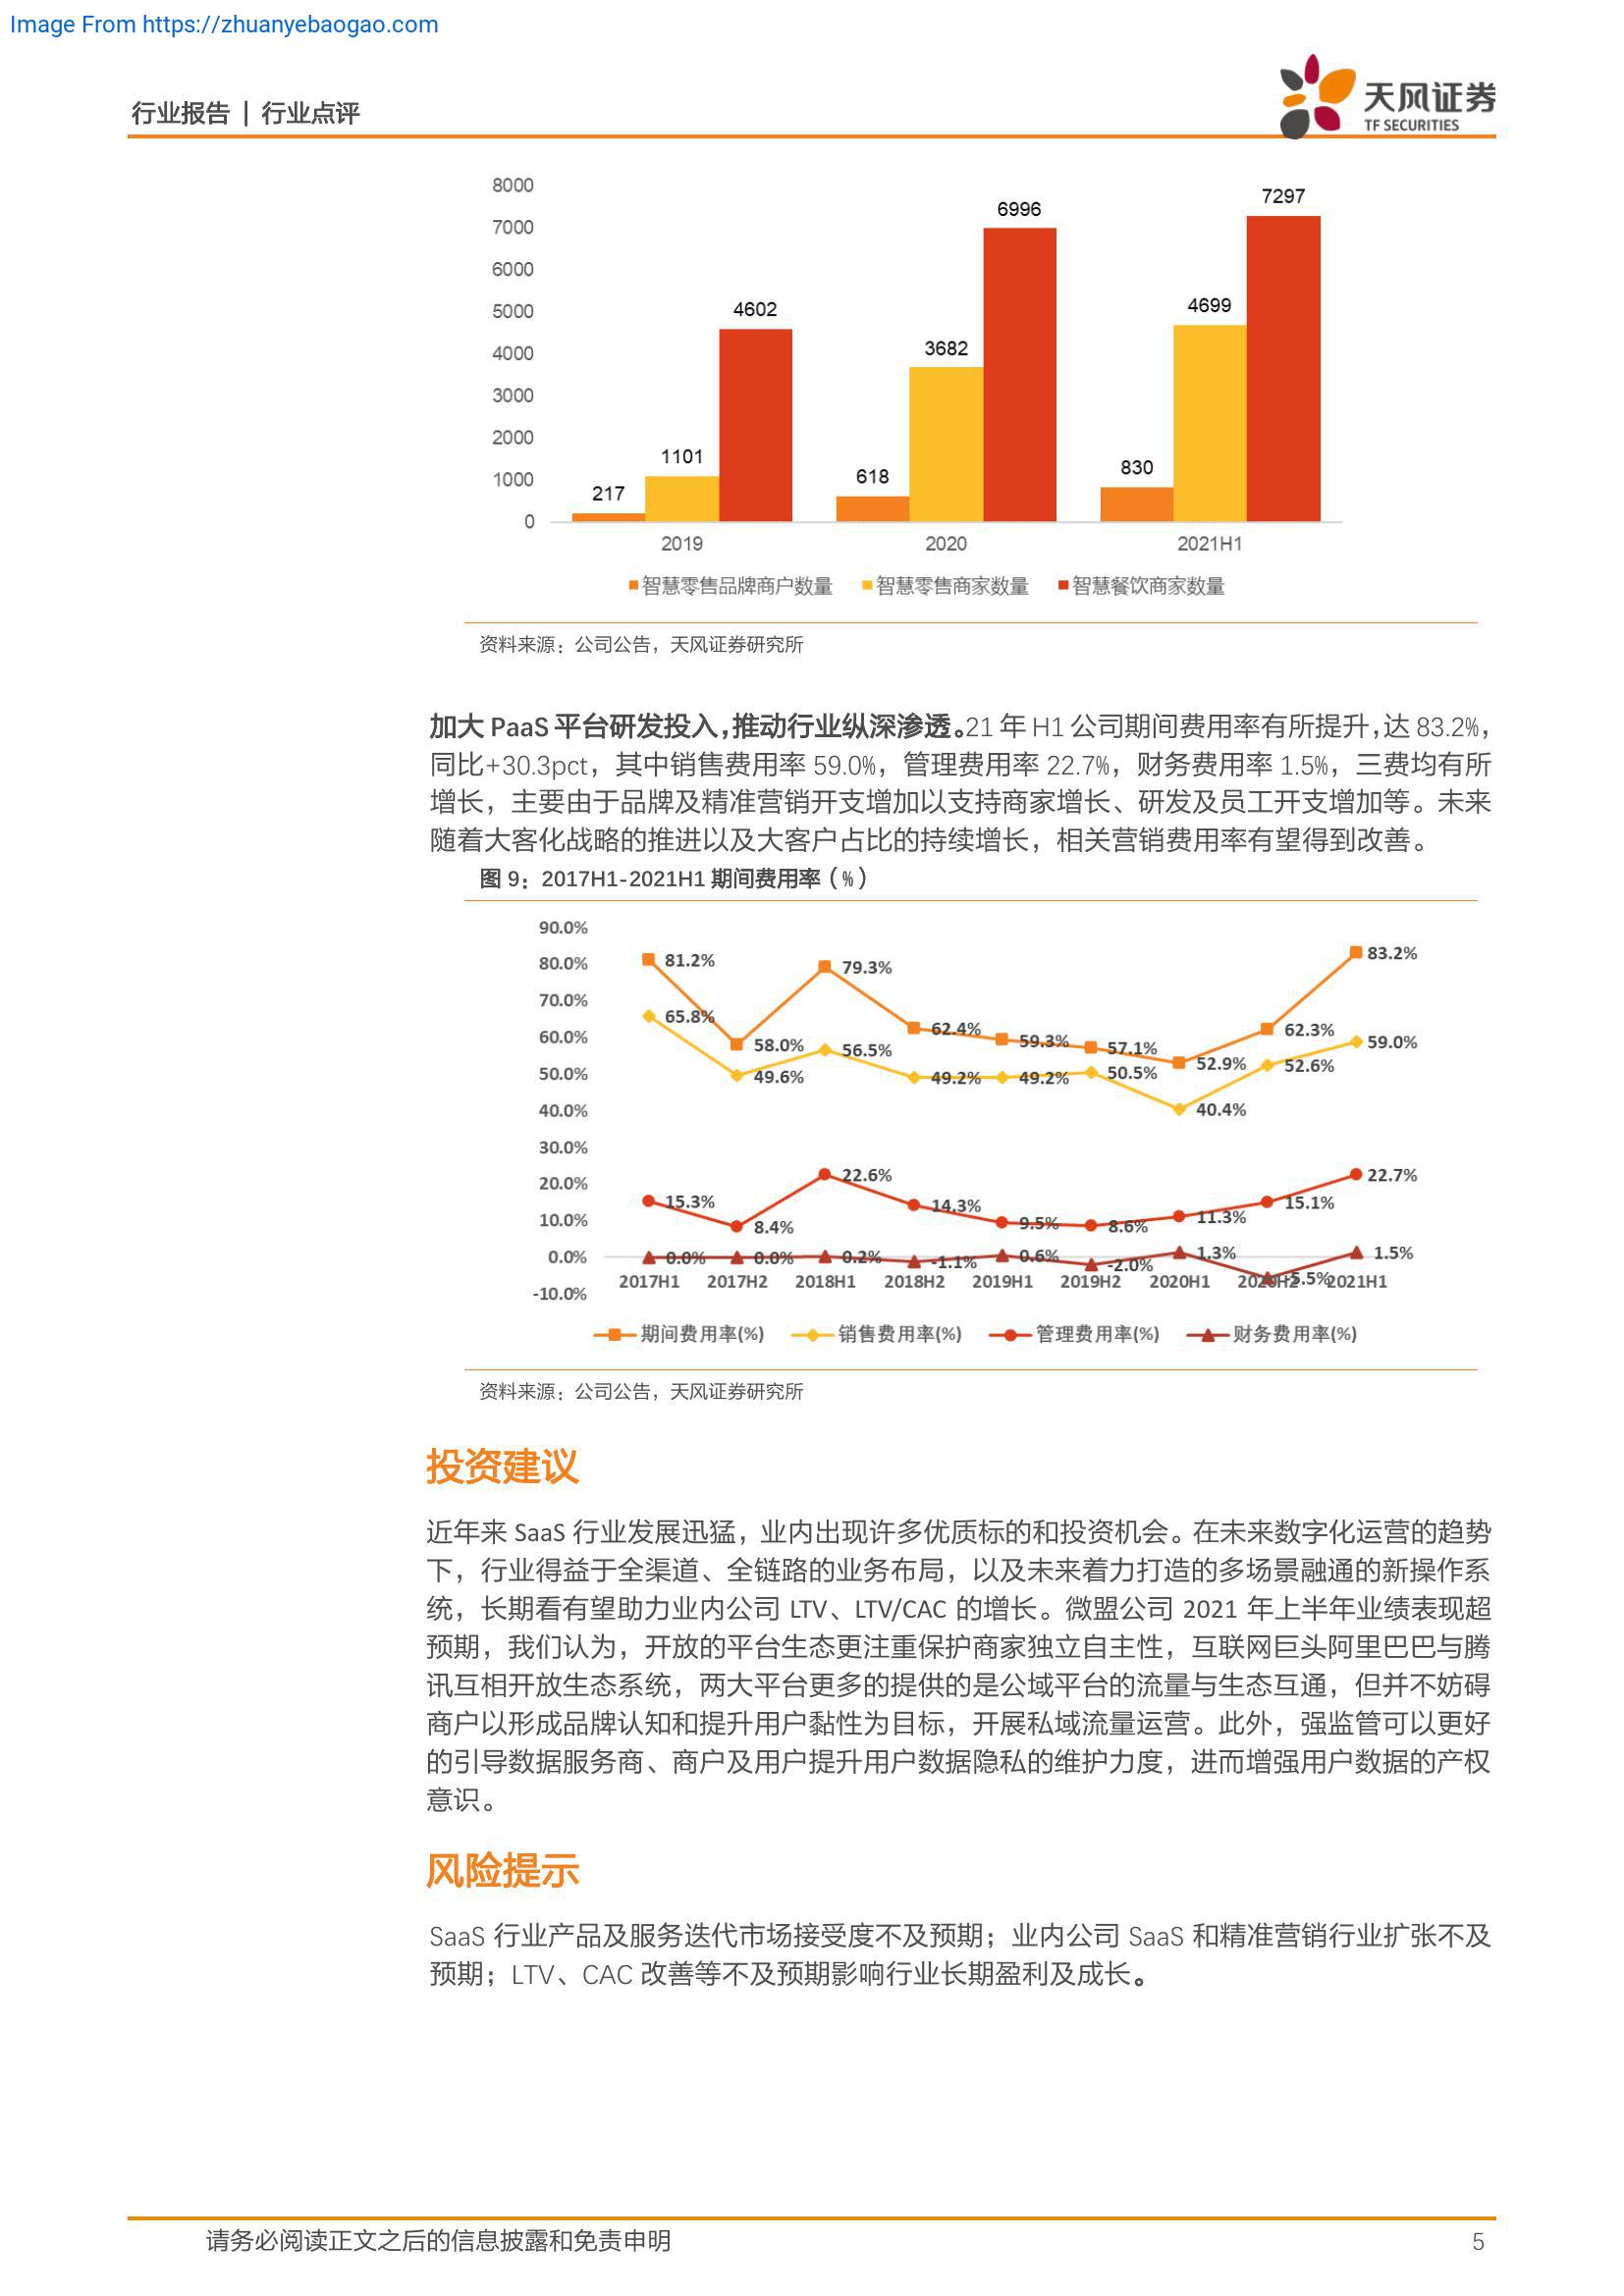 Image From https://zhuanyebaogao.com
行业报告 | 行业点评
天风证券
TF SECURITIES
8000
7000
6000
5000
4000
3000
2000
1000
0
217
1101
4602
618
3682
6996
830
4699
7297
2019
2020
2021H1
智慧零售品牌商户数量
智慧零售商家数量
智慧餐饮商家数量
资料来源：公司公告，天风证券研究所
加大 PaaS 平台研发投入，推动行业纵深渗透。21 年 H1 公司期间费用率有所提升，达 83.2%，
同比+30.3pct，其中销售费用率 59.0%，管理费用率 22.7%，财务费用率 1.5%，三费均有所
增长，主要由于品牌及精准营销开支增加以支持商家增长、研发及员工开支增加等。未来
随着大客化战略的推进以及大客户占比的持续增长，相关营销费用率有望得到改善。
图 9：2017H1-2021H1 期间费用率（%）
90.0%
80.0%
70.0%
60.0%
50.0%
40.0%
30.0%
20.0%
10.0%
0.0%
-10.0%
81.2%
58.0%
79.3%
62.4%
59.3%
57.1%
52.9%
62.3%
83.2%
65.8%
49.6%
56.5%
49.2%
49.2%
50.5%
40.4%
52.6%
59.0%
15.3%
8.4%
22.6%
14.3%
9.5%
8.6%
11.3%
15.1%
22.7%
0.0%
0.0%
0.2%
-1.1%
0.6%
-2.0%
1.3%
-5.5%
1.5%
2017H1
2017H2
2018H1
2018H2
2019H1
2019H2
2020H1
2020H2
2021H1
期间费用率(%)
销售费用率(%)
管理费用率(%)
财务费用率(%)
资料来源：公司公告，天风证券研究所
投资建议
近年来 SaaS 行业发展迅猛，业内出现许多优质标的和投资机会。在未来数字化运营的趋势
下，行业得益于全渠道、全链路的业务布局，以及未来着力打造的多场景融通的新操作系
统，长期看有望助力业内公司 LTV、LTV/CAC 的增长。微盟公司 2021 年上半年业绩表现超
预期，我们认为，开放的平台生态更注重保护商家独立自主性，互联网巨头阿里巴巴与腾
讯互相开放生态系统，两大平台更多的提供的是公域平台的流量与生态互通，但并不妨碍
商户以形成品牌认知和提升用户黏性为目标，开展私域流量运营。此外，强监管可以更好
的引导数据服务商、商户及用户提升用户数据隐私的维护力度，进而增强用户数据的产权
意识。
风险提示
SaaS 行业产品及服务迭代市场接受度不及预期；业内公司 SaaS 和精准营销行业扩张不及
预期；LTV、CAC 改善等不及预期影响行业长期盈利及成长。
请务必阅读正文之后的信息披露和免责申明
5